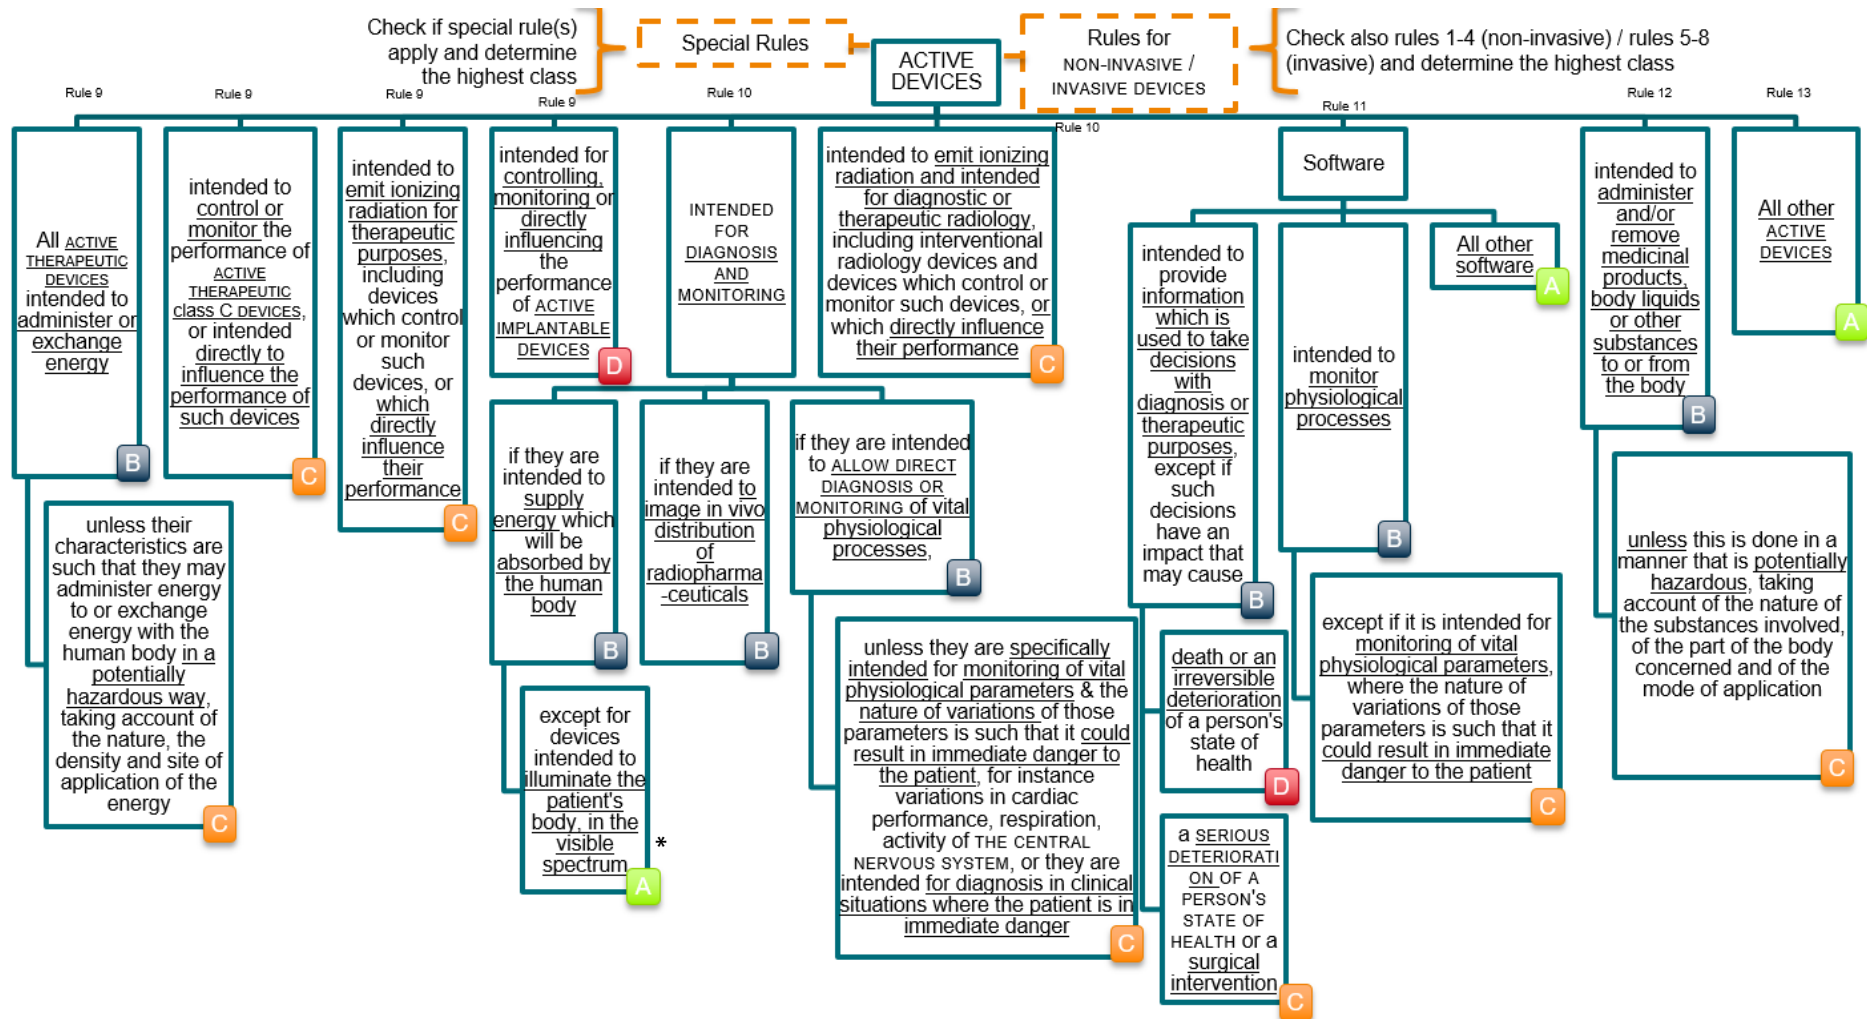 Check if special rule(s)
apply and determine
the highest class
Special Rules
ACTIVE
DEVICES
Rules for
NON-INVASIVE /
INVASIVE DEVICES
Check also rules 1-4 (non-invasive) / rules 5-8
(invasive) and determine the highest class
Rule 9
Rule 9
Rule 9
Rule 9
Rule 10
Rule 10
Rule 11
Rule 12
Rule 13
All ACTIVE
THERAPEUTIC
DEVICES
intended to
administer or
exchange
energy
B
unless their
characteristics are
such that they may
administer energy
to or exchange
energy with the
human body in a
potentially
hazardous way,
taking account of
the nature, the
density and site of
application of the
energy
C
intended to
control or
monitor the
performance of
ACTIVE
THERAPEUTIC
class C DEVICES,
or intended
directly to
influence the
performance of
such devices
C
intended to
emit ionizing
radiation for
therapeutic
purposes,
including
devices
which control
or monitor
such
devices, or
which
directly
influence
their
performance
C
intended for
controlling,
monitoring or
directly
influencing
the
performance
of ACTIVE
IMPLANTABLE
DEVICES
D
INTENDED
FOR
DIAGNOSIS
AND
MONITORING
if they are
intended to
supply
energy which
will be
absorbed by
the human
body
B
except for
devices
intended to
illuminate the
patient's
body, in the
visible
spectrum
A
*
if they are
intended to
image in vivo
distribution
of
radiopharma
-ceuticals
B
if they are intended
to ALLOW DIRECT
DIAGNOSIS OR
MONITORING of vital
physiological
processes,
B
unless they are specifically
intended for monitoring of vital
physiological parameters & the
nature of variations of those
parameters is such that it could
result in immediate danger to
the patient, for instance
variations in cardiac
performance, respiration,
activity of THE CENTRAL
NERVOUS SYSTEM, or they are
intended for diagnosis in clinical
situations where the patient is in
immediate danger
C
intended to emit ionizing
radiation and intended
for diagnostic or
therapeutic radiology,
including interventional
radiology devices and
devices which control or
monitor such devices, or
which directly influence
their performance
C
Software
intended to
provide
information
which is
used to take
decisions
with
diagnosis or
therapeutic
purposes,
except if
such
decisions
have an
impact that
may cause
B
death or an
irreversible
deterioration
of a person's
state of
health
D
a SERIOUS
DETERIORATI
ON OF A
PERSON'S
STATE OF
HEALTH or a
surgical
intervention
C
intended to
monitor
physiological
processes
B
except if it is intended for
monitoring of vital
physiological parameters,
where the nature of
variations of those
parameters is such that it
could result in immediate
danger to the patient
C
All other
software
A
intended to
administer
and/or
remove
medicinal
products,
body liquids
or other
substances
to or from
the body
B
unless this is done in a
manner that is potentially
hazardous, taking
account of the nature of
the substances involved,
of the part of the body
concerned and of the
mode of application
C
All other
ACTIVE
DEVICES
A